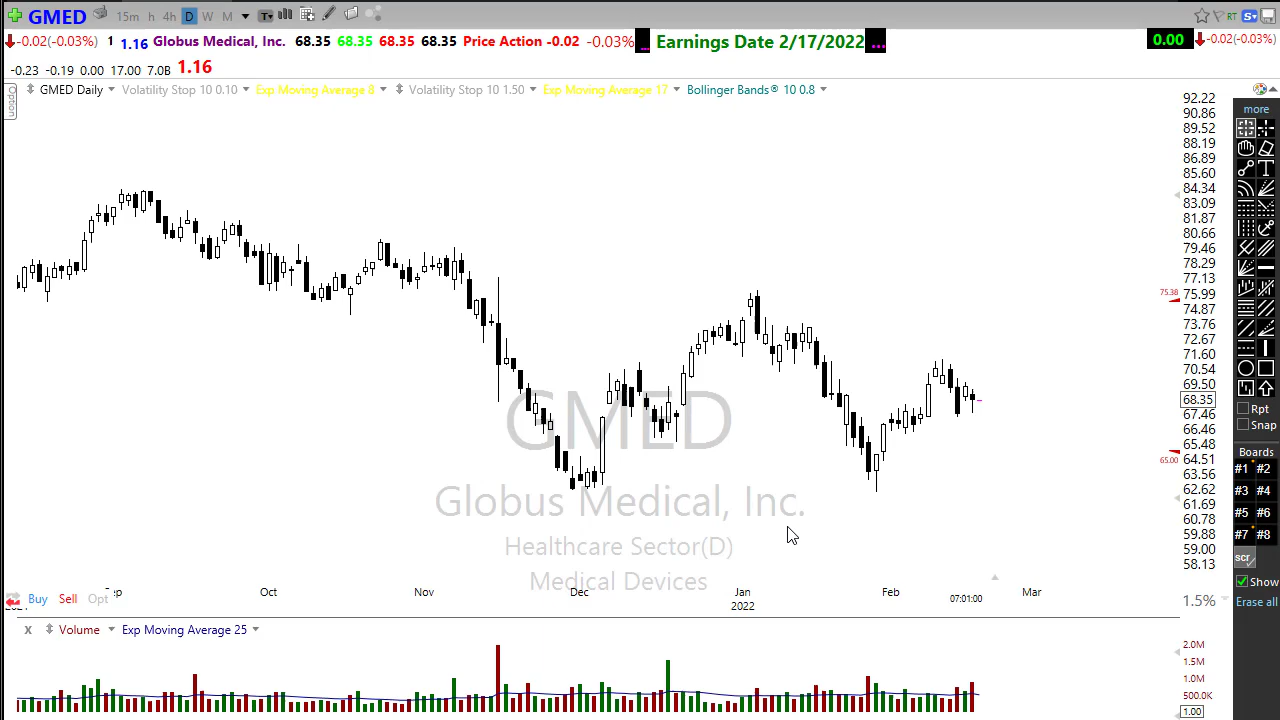 GMED 15m h 4h D W M T RT S
-0.02(-0.03%) 1 1.16 Globus Medical, Inc. 68.35 68.35 68.35 68.35 Price Action -0.02 -0.03% ... Earnings Date 2/17/2022 ... 0.00 -0.02(-0.03%)
-0.23 -0.19 0.00 17.00 7.0B 1.16
Option
GMED Daily Volatility Stop 10 0.10 Exp Moving Average 8 Volatility Stop 10 1.50 Exp Moving Average 17 Bollinger Bands® 10 0.8
92.22
90.86
89.52
88.19
86.89
85.60
84.34
83.09
81.87
80.66
79.46
78.29
77.13
75.99
74.87
73.76
72.67
71.60
70.54
69.50
68.35
67.46
66.46
65.48
64.51
63.56
62.62
61.69
60.78
59.88
59.00
58.13
75.38
65.00
GMED
Globus Medical, Inc.
Healthcare Sector(D)
Medical Devices
Buy Sell Opt
Oct Nov Dec Jan Feb 07:01:00 Mar
2022
1.5%
X Volume Exp Moving Average 25
2.0M
1.5M
1.0M
500.0K
1.00
more
T
Rpt
Snap
Boards
#1 #2
#3 #4
#5 #6
#7 #8
scr
Show
Erase all